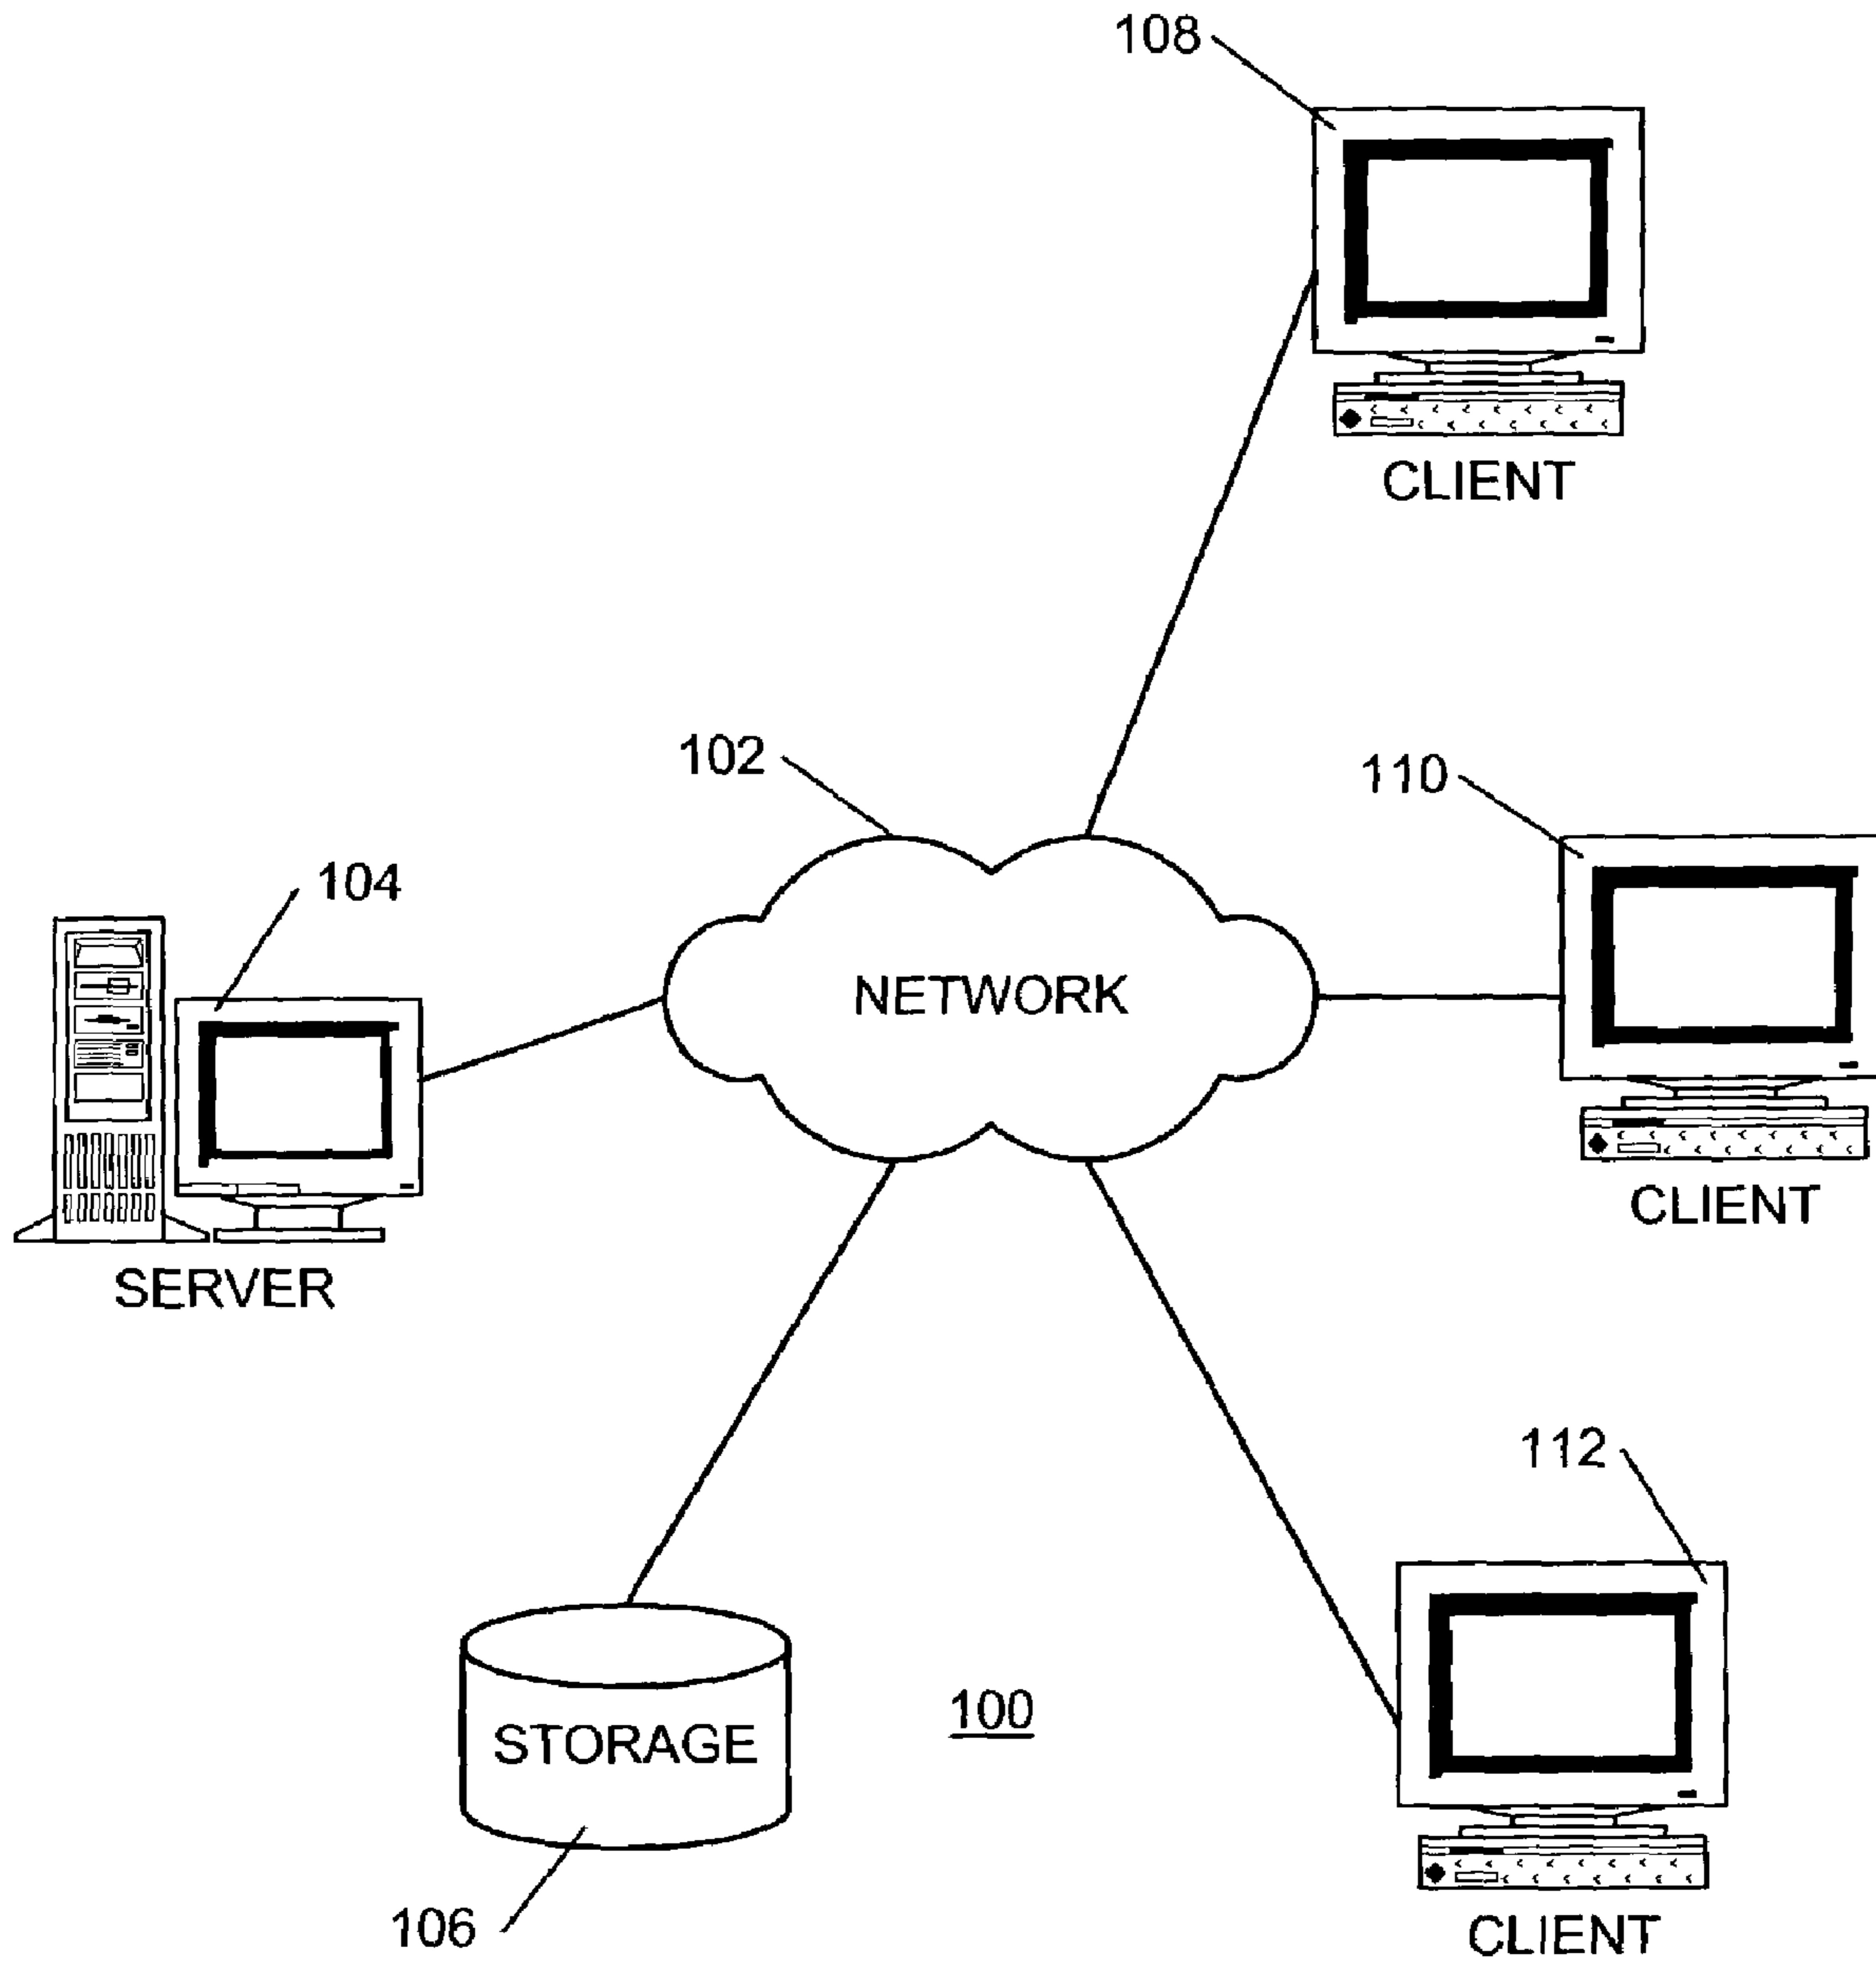 108
CLIENT
102
110
104
NETWORK
CLIENT
SERVER
112
100
STORAGE
106
CLIENT